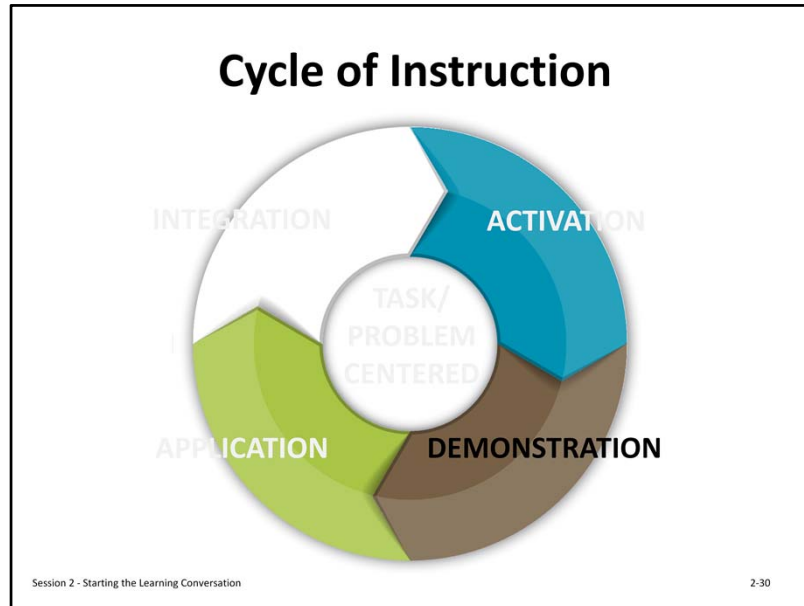 Cycle of Instruction
INTEGRATION
ACTIVATION
TASK/
PROBLEM
CENTERED
APPLICATION
DEMONSTRATION
Session 2 - Starting the Learning Conversation
2-30